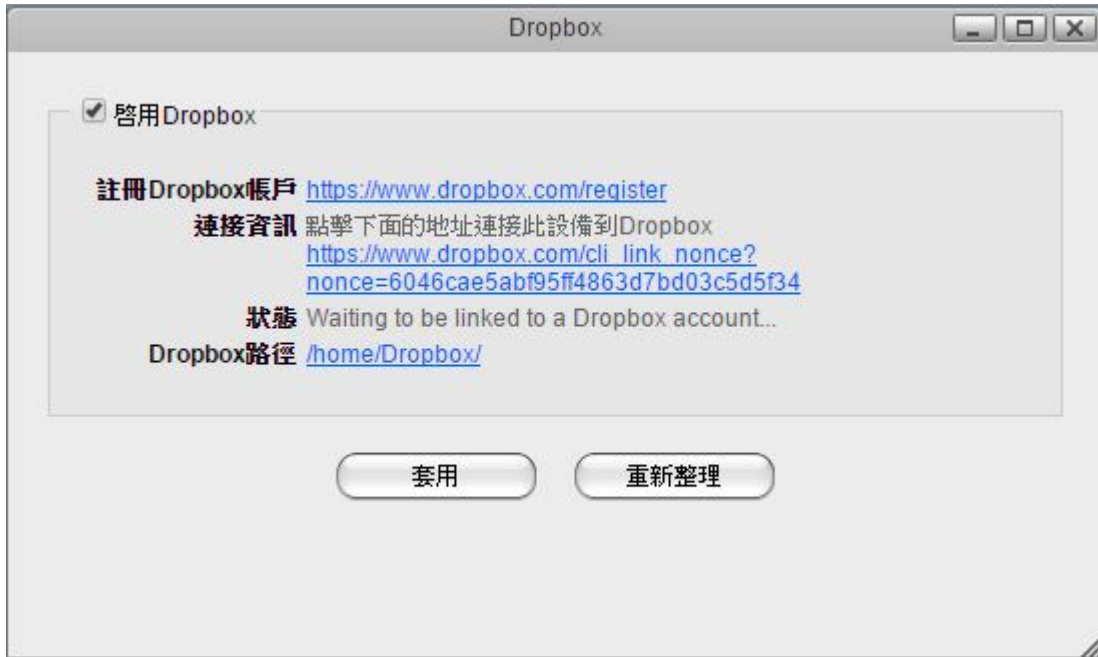 Dropbox
啓用Dropbox
註冊Dropbox帳戶 https://www.dropbox.com/register
連接資訊 點擊下面的地址連接此設備到Dropbox
https://www.dropbox.com/cli_link_nonce?
nonce=6046cae5abf95ff4863d7bd03c5d5f34
狀態 Waiting to be linked to a Dropbox account...
Dropbox路徑 /home/Dropbox/
套用 重新整理